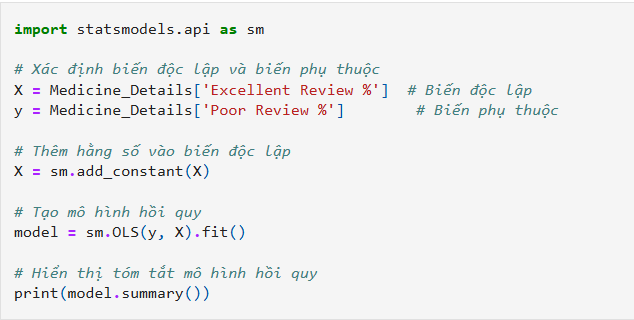 import statsmodels.api as sm
# Xác định biến độc lập và biến phụ thuộc
X = Medicine_Details['Excellent Review %']  # Biến độc lập
y = Medicine_Details['Poor Review %']        # Biến phụ thuộc
# Thêm hằng số vào biến độc lập
X = sm.add_constant(X)
# Tạo mô hình hồi quy
model = sm.OLS(y, X).fit()
# Hiển thị tóm tắt mô hình hồi quy
print(model.summary())